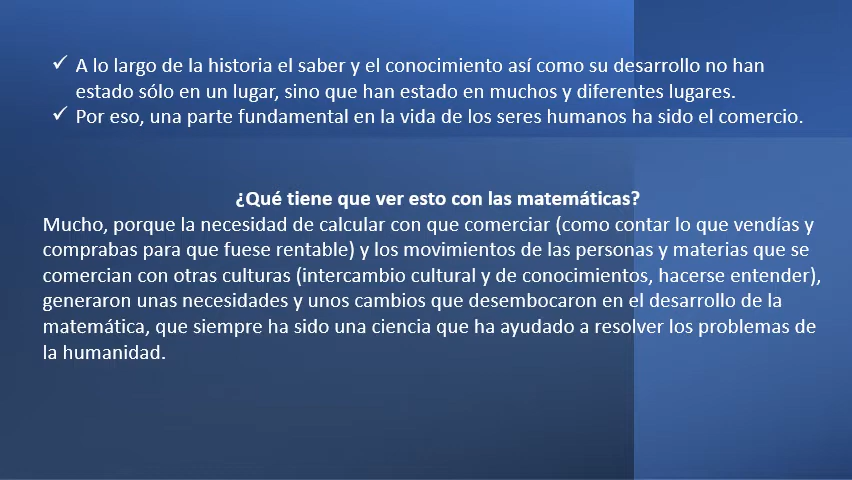 ✓ A lo largo de la historia el saber y el conocimiento así como su desarrollo no han
estado sólo en un lugar, sino que han estado en muchos y diferentes lugares.
✓ Por eso, una parte fundamental en la vida de los seres humanos ha sido el comercio.
¿Qué tiene que ver esto con las matemáticas?
Mucho, porque la necesidad de calcular con que comerciar (como contar lo que vendías y
comprabas para que fuese rentable) y los movimientos de las personas y materias que se
comercian con otras culturas (intercambio cultural y de conocimientos, hacerse entender),
generaron unas necesidades y unos cambios que desembocaron en el desarrollo de la
matemática, que siempre ha sido una ciencia que ha ayudado a resolver los problemas de
la humanidad.